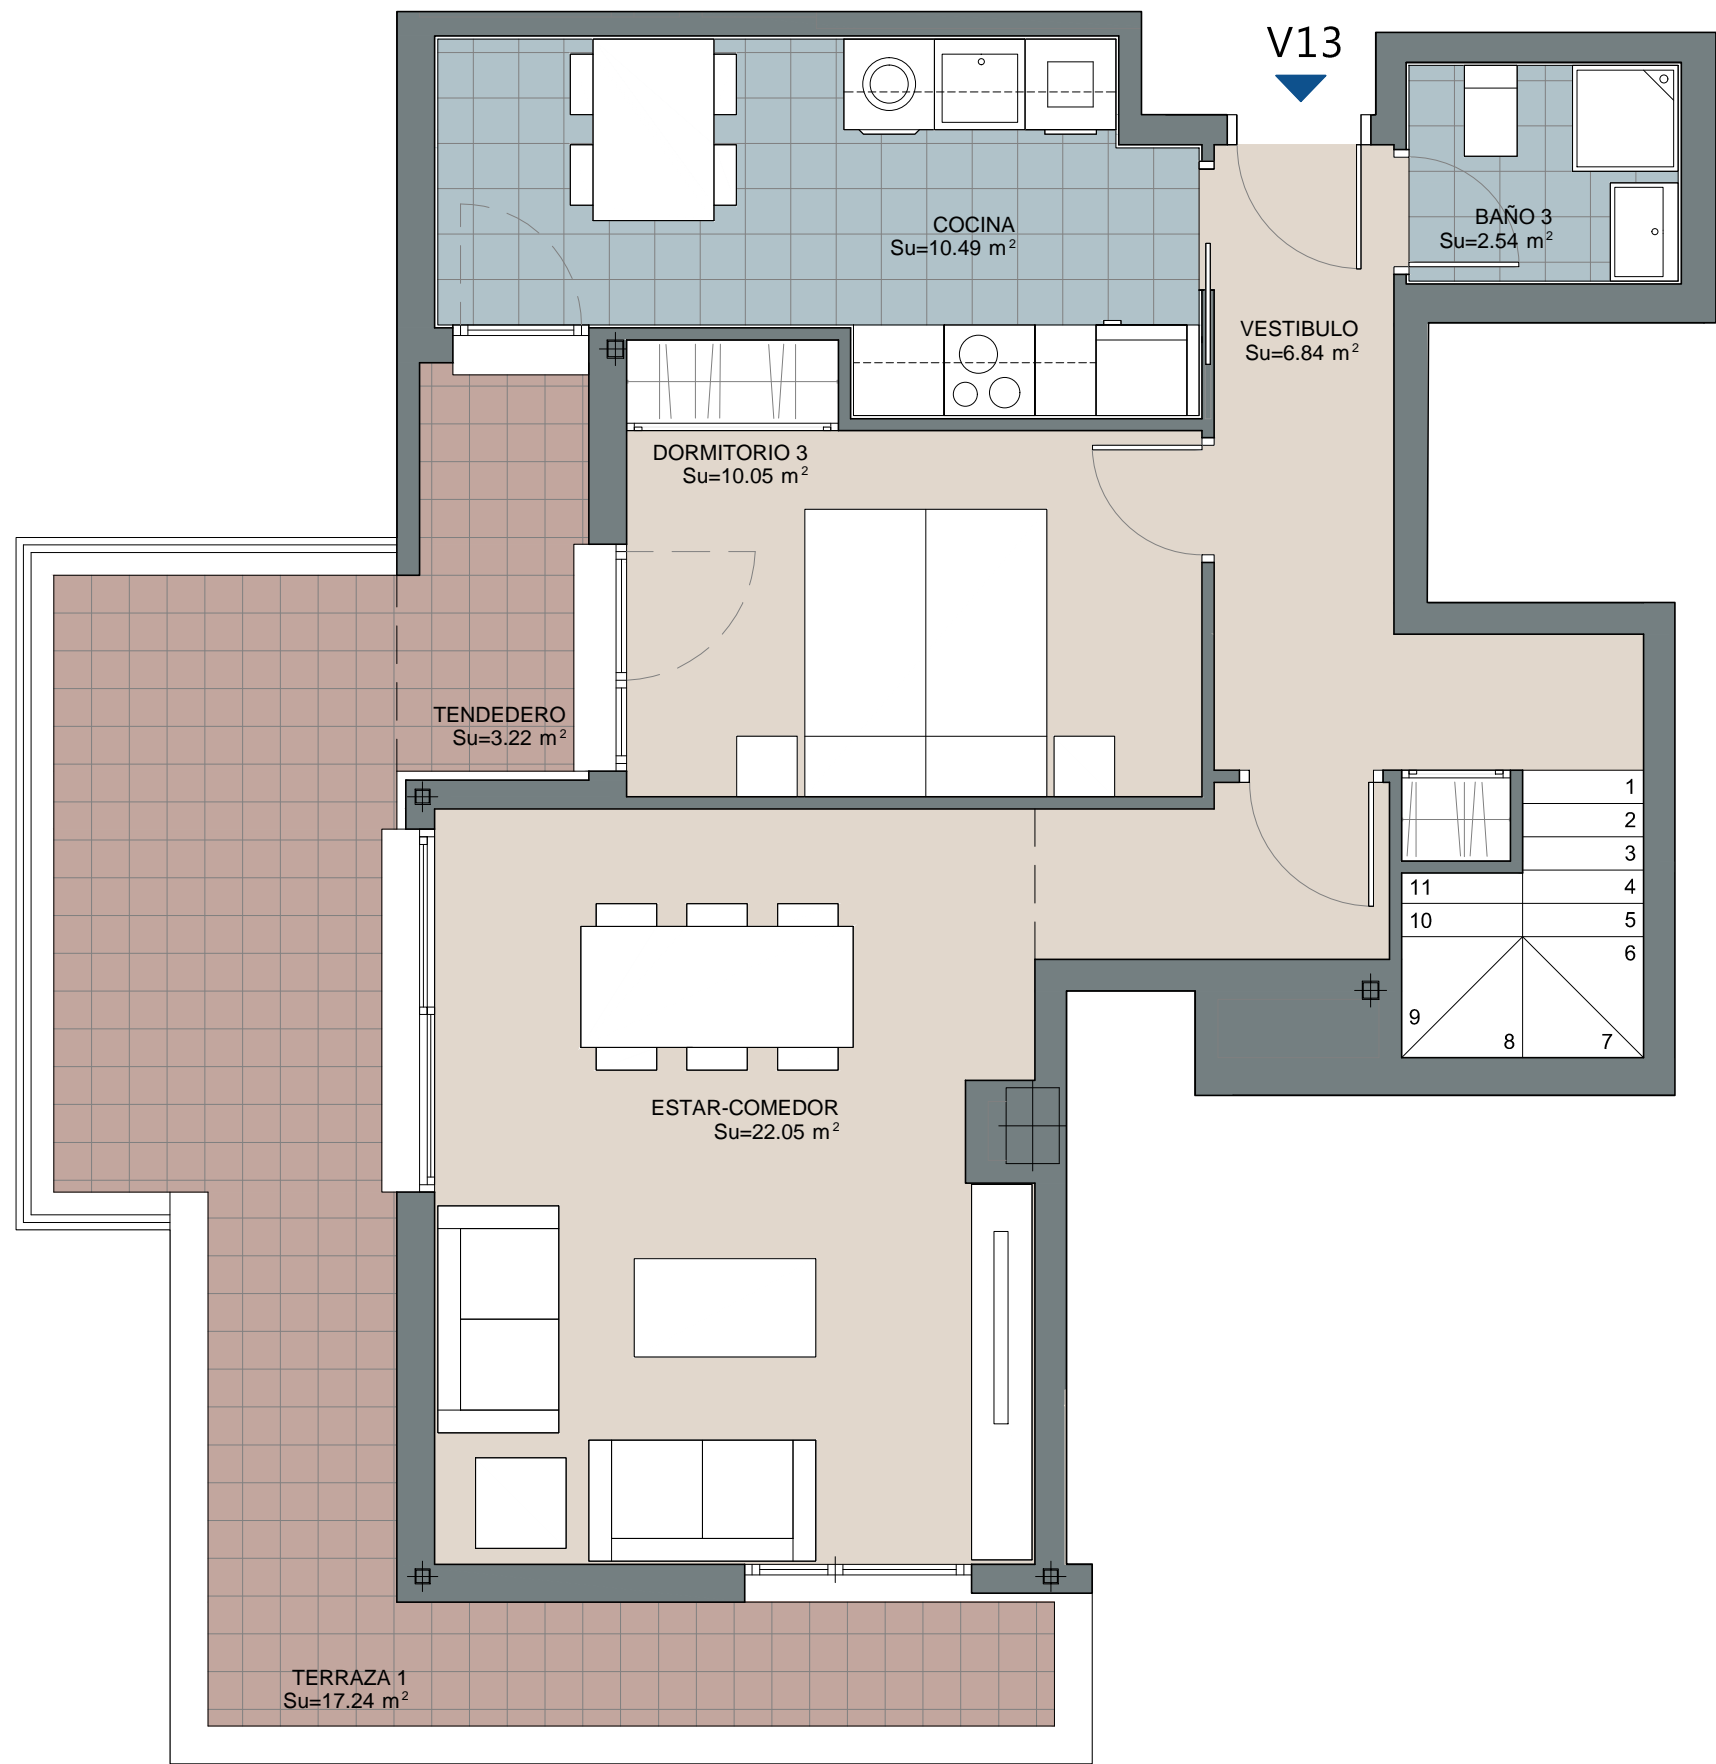 V13
COCINA
Su=10.49 m²
BAÑO 3
Su=2.54 m²
VESTIBULO
Su=6.84 m²
DORMITORIO 3
Su=10.05 m²
TENDEDERO
Su=3.22 m²
1
2
3
4
5
6
7
8
9
10
11
ESTAR-COMEDOR
Su=22.05 m²
TERRAZA 1
Su=17.24 m²